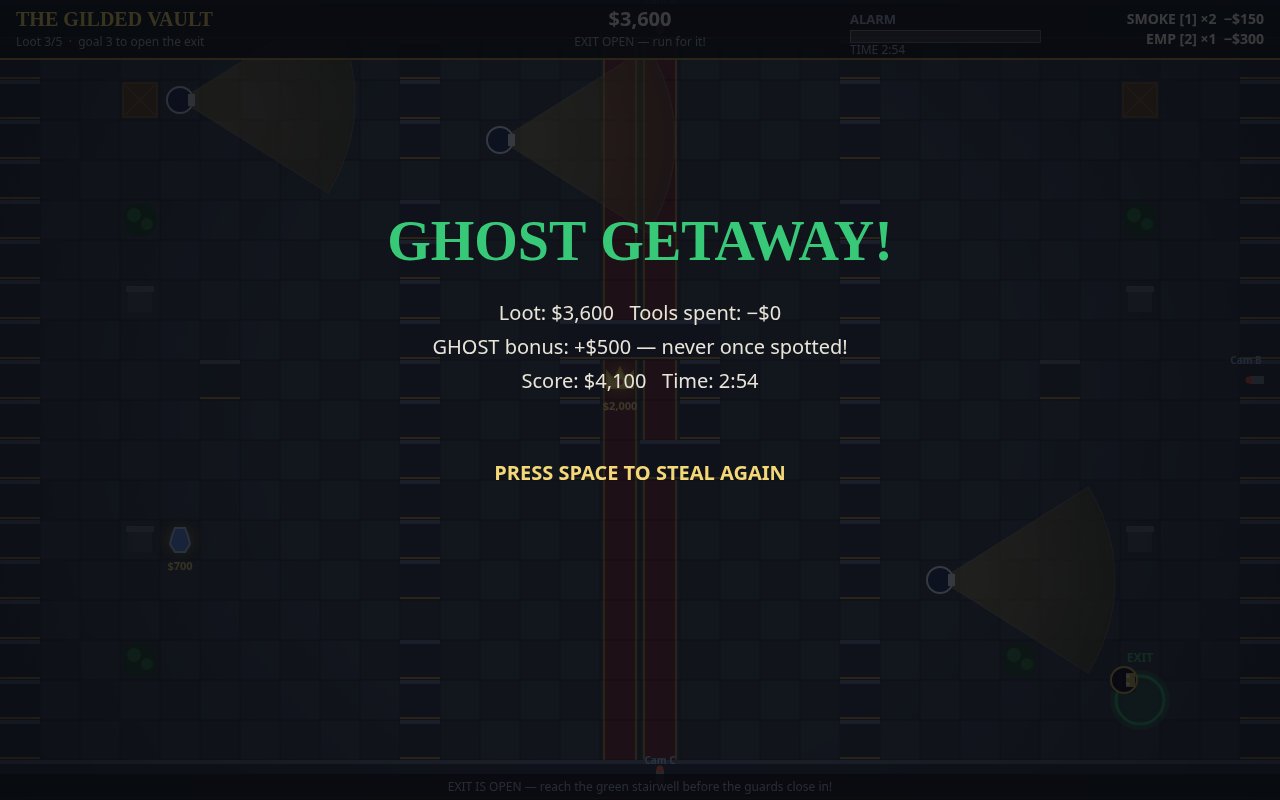 THE GILDED VAULT
Loot 3/5 · goal 3 to open the exit
$3,600
EXIT OPEN — run for it!
ALARM
TIME 2:54
SMOKE [1] ×2 −$150
EMP [2] ×1 −$300
GHOST GETAWAY!
Loot: $3,600 Tools spent: −$0
GHOST bonus: +$500 — never once spotted!
Cam B
Score: $4,100 Time: 2:54
$2,000
PRESS SPACE TO STEAL AGAIN
$700
EXIT
Cam C
EXIT IS OPEN — reach the green stairwell before the guards close in!